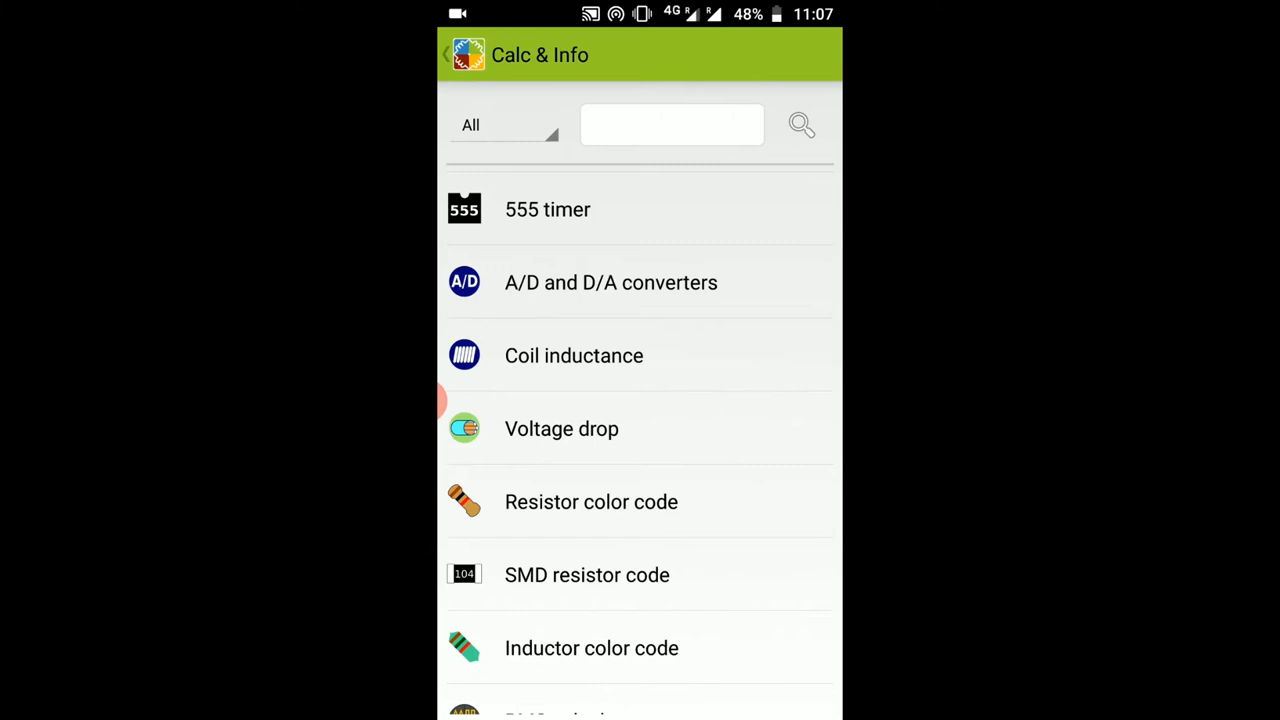 4G R R 48% 11:07
Calc & Info
All
555 555 timer
A/D A/D and D/A converters
Coil inductance
Voltage drop
Resistor color code
104 SMD resistor code
Inductor color code